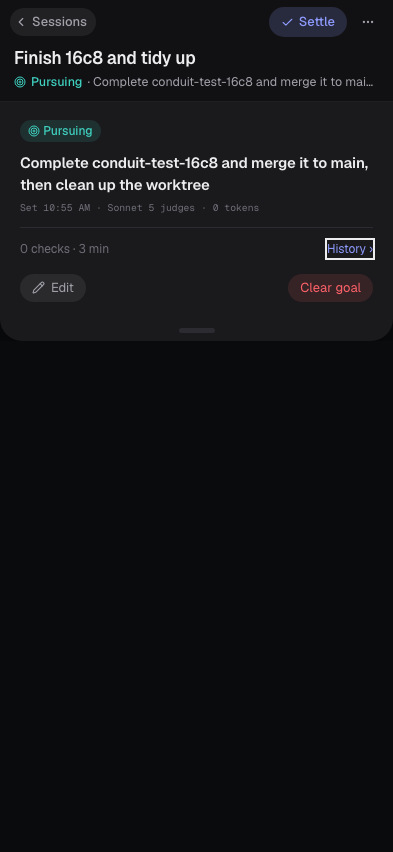 Sessions
Settle
Finish 16c8 and tidy up
Pursuing · Complete conduit-test-16c8 and merge it to mai…
Pursuing
Complete conduit-test-16c8 and merge it to main,
then clean up the worktree
Set 10:55 AM · Sonnet 5 judges · 0 tokens
0 checks · 3 min
History ›
Edit
Clear goal